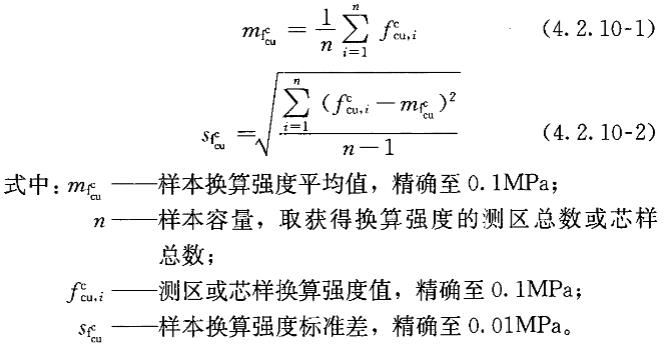 m_{f_{cu}^{c}} = \frac{1}{n} \sum_{i=1}^{n} f_{cu,i}^{c} (4.2.10-1)
s_{f_{cu}^{c}} = \sqrt{\frac{\sum_{i=1}^{n} (f_{cu,i}^{c} - m_{f_{cu}^{c}})^{2}}{n-1}} (4.2.10-2)
式中:m_{f_{cu}^{c}} ——样本换算强度平均值,精确至 0.1MPa;
n ——样本容量,取获得换算强度的测区总数或芯样
总数;
f_{cu,i}^{c} ——测区或芯样换算强度值,精确至 0.1MPa;
s_{f_{cu}^{c}} ——样本换算强度标准差,精确至 0.01MPa。